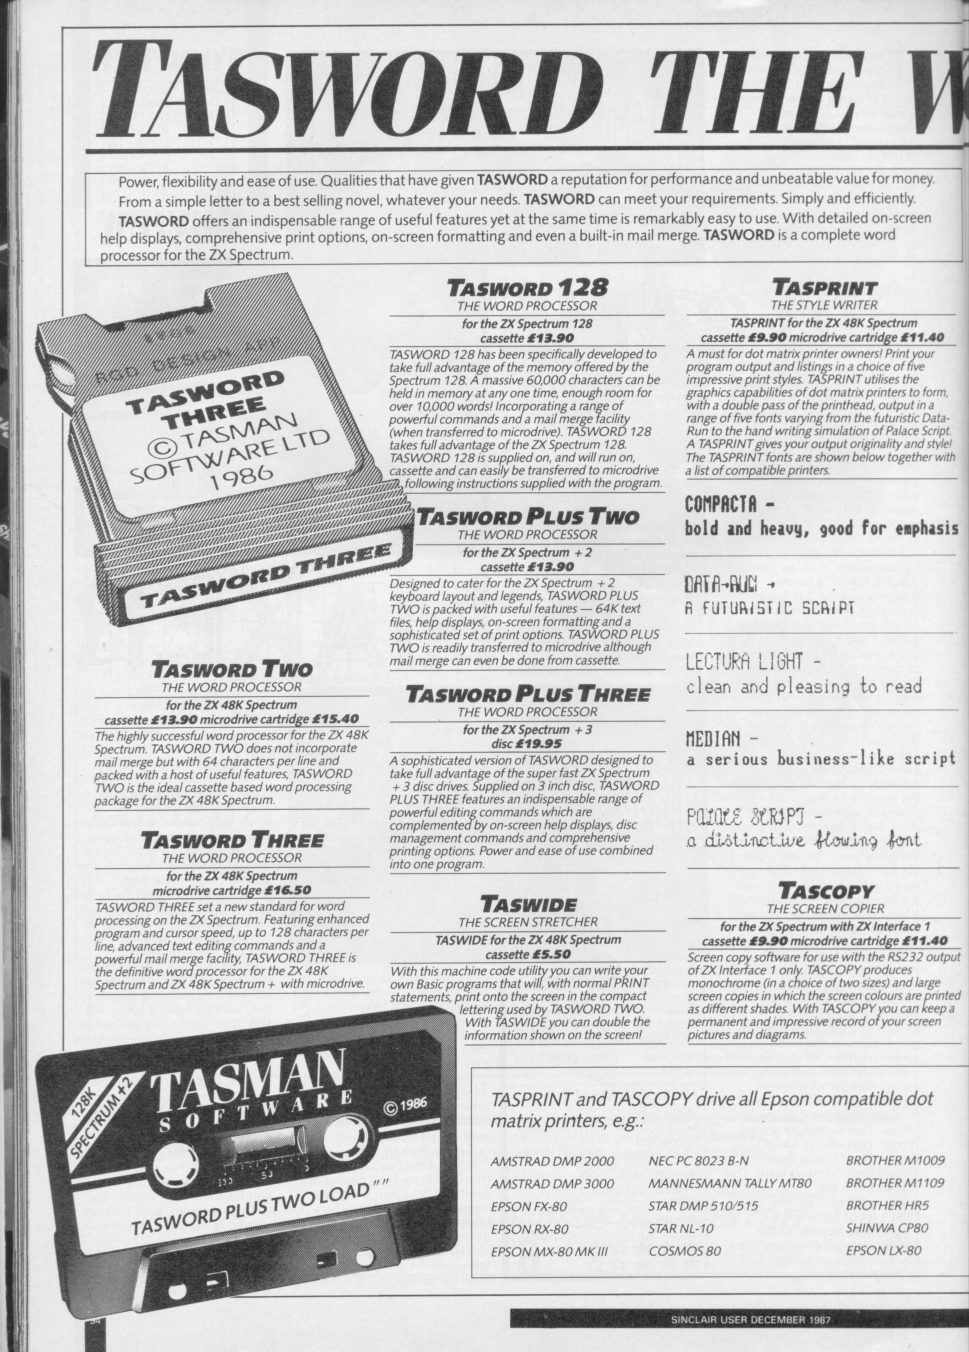 TASWORD THE W
Power, flexibility and ease of use. Qualities that have given TASWORD a reputation for performance and unbeatable value for money.
From a simple letter to a best selling novel, whatever your needs. TASWORD can meet your requirements. Simply and efficiently.
TASWORD offers an indispensable range of useful features yet at the same time is remarkably easy to use. With detailed on-screen
help displays, comprehensive print options, on-screen formatting and even a built-in mail merge. TASWORD is a complete word
processor for the ZX Spectrum.
RGD DESIGN APP
TASWORD
THREE
© TASMAN
SOFTWARE LTD
1986
TASWORD THREE
TASWORD TWO
THE WORD PROCESSOR
for the ZX 48K Spectrum
cassette £13.90 microdrive cartridge £15.40
The highly successful word processor for the ZX 48K
Spectrum. TASWORD TWO does not incorporate
mail merge but with 64 characters per line and
packed with a host of useful features, TASWORD
TWO is the ideal cassette based word processing
package for the ZX 48K Spectrum.
TASWORD THREE
THE WORD PROCESSOR
for the ZX 48K Spectrum
microdrive cartridge £16.50
TASWORD THREE set a new standard for word
processing on the ZX Spectrum. Featuring enhanced
program and cursor speed, up to 128 characters per
line, advanced text editing commands and a
powerful mail merge facility, TASWORD THREE is
the definitive word processor for the ZX 48K
Spectrum and ZX 48K Spectrum + with microdrive.
128K
SPECTRUM +2
TASMAN
SOFTWARE
© 1986
100 50 0
TASWORD PLUS TWO LOAD ""
TASWORD 128
THE WORD PROCESSOR
for the ZX Spectrum 128
cassette £13.90
TASWORD 128 has been specifically developed to
take full advantage of the memory offered by the
Spectrum 128. A massive 60,000 characters can be
held in memory at any one time, enough room for
over 10,000 words! Incorporating a range of
powerful commands and a mail merge facility
(when transferred to microdrive). TASWORD 128
takes full advantage of the ZX Spectrum 128.
TASWORD 128 is supplied on, and will run on,
cassette and can easily be transferred to microdrive
following instructions supplied with the program.
TASWORD PLUS TWO
THE WORD PROCESSOR
for the ZX Spectrum + 2
cassette £13.90
Designed to cater for the ZX Spectrum + 2
keyboard layout and legends, TASWORD PLUS
TWO is packed with useful features — 64K text
files, help displays, on-screen formatting and a
sophisticated set of print options. TASWORD PLUS
TWO is readily transferred to microdrive although
mail merge can even be done from cassette.
TASWORD PLUS THREE
THE WORD PROCESSOR
for the ZX Spectrum + 3
disc £19.95
A sophisticated version of TASWORD designed to
take full advantage of the super fast ZX Spectrum
+ 3 disc drives. Supplied on 3 inch disc, TASWORD
PLUS THREE features an indispensable range of
powerful editing commands which are
complemented by on-screen help displays, disc
management commands and comprehensive
printing options. Power and ease of use combined
into one program.
TASWIDE
THE SCREEN STRETCHER
TASWIDE for the ZX 48K Spectrum
cassette £5.50
With this machine code utility you can write your
own Basic programs that will, with normal PRINT
statements, print onto the screen in the compact
lettering used by TASWORD TWO.
With TASWIDE you can double the
information shown on the screen!
TASPRINT
THE STYLE WRITER
TASPRINT for the ZX 48K Spectrum
cassette £9.90 microdrive cartridge £11.40
A must for dot matrix printer owners! Print your
program output and listings in a choice of five
impressive print styles. TASPRINT utilises the
graphics capabilities of dot matrix printers to form,
with a double pass of the printhead, output in a
range of five fonts varying from the futuristic Data-
Run to the hand writing simulation of Palace Script.
A TASPRINT gives your output originality and style!
The TASPRINT fonts are shown below together with
a list of compatible printers.
COMPACTA -
bold and heavy, good for emphasis
DATA-RUN -
A FUTURISTIC SCRIPT
LECTURA LIGHT -
clean and pleasing to read
MEDIAN -
a serious business-like script
PALACE SCRIPT -
a distinctive flowing font
TASCOPY
THE SCREEN COPIER
for the ZX Spectrum with ZX Interface 1
cassette £9.90 microdrive cartridge £11.40
Screen copy software for use with the RS232 output
of ZX Interface 1 only. TASCOPY produces
monochrome (in a choice of two sizes) and large
screen copies in which the screen colours are printed
as different shades. With TASCOPY you can keep a
permanent and impressive record of your screen
pictures and diagrams.
TASPRINT and TASCOPY drive all Epson compatible dot
matrix printers, e.g.:
AMSTRAD DMP 2000 NEC PC 8023 B-N BROTHER M1009
AMSTRAD DMP 3000 MANNESMANN TALLY MT80 BROTHER M1109
EPSON FX-80 STAR DMP 510/515 BROTHER HR5
EPSON RX-80 STAR NL-10 SHINWA CP80
EPSON MX-80 MK III COSMOS 80 EPSON LX-80
94
SINCLAIR USER DECEMBER 1987